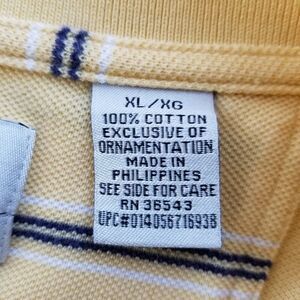 XL/XG
100% COTTON
EXCLUSIVE OF
ORNAMENTATION
MADE IN
PHILIPPINES
SEE SIDE FOR CARE
RN 36543
UPC#014056716938